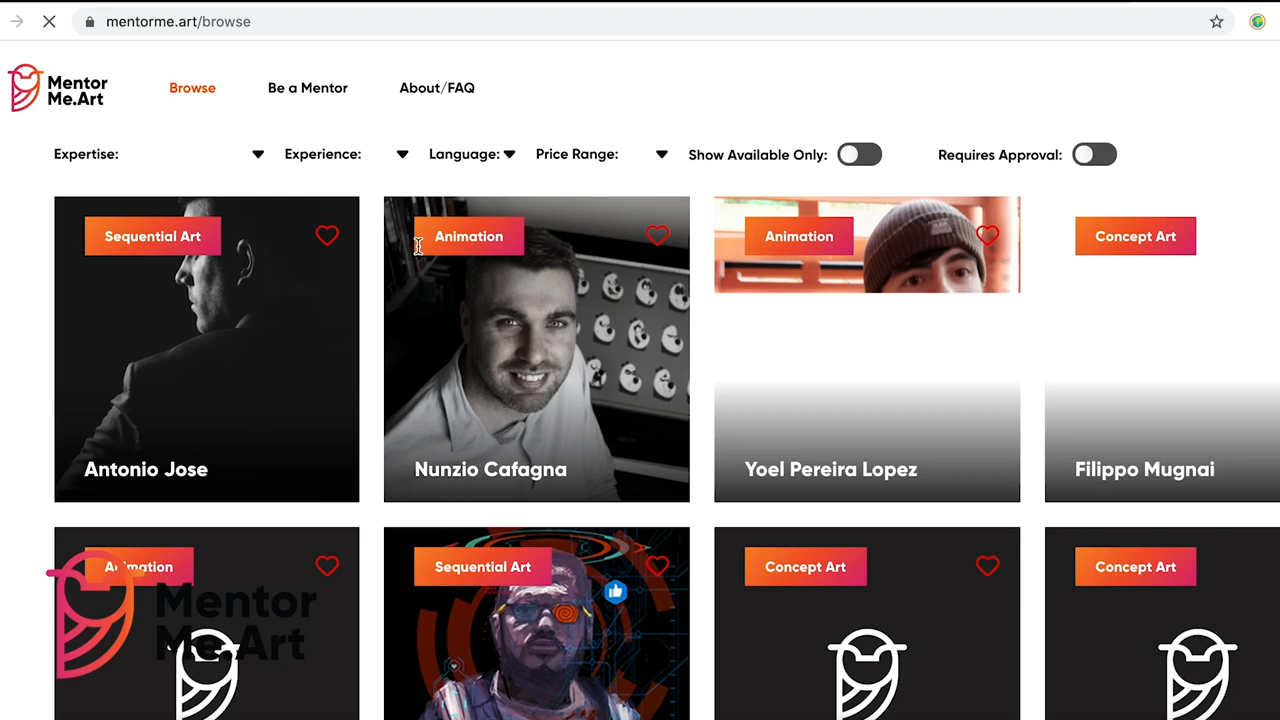 mentorme.art/browse
Mentor
Me.Art
Browse
Be a Mentor
About/FAQ
Expertise:
Experience:
Language:
Price Range:
Show Available Only:
Requires Approval:
Sequential Art
Animation
Animation
Concept Art
Antonio Jose
Nunzio Cafagna
Yoel Pereira Lopez
Filippo Mugnai
Animation
Sequential Art
Concept Art
Concept Art
Mentor
Me.Art